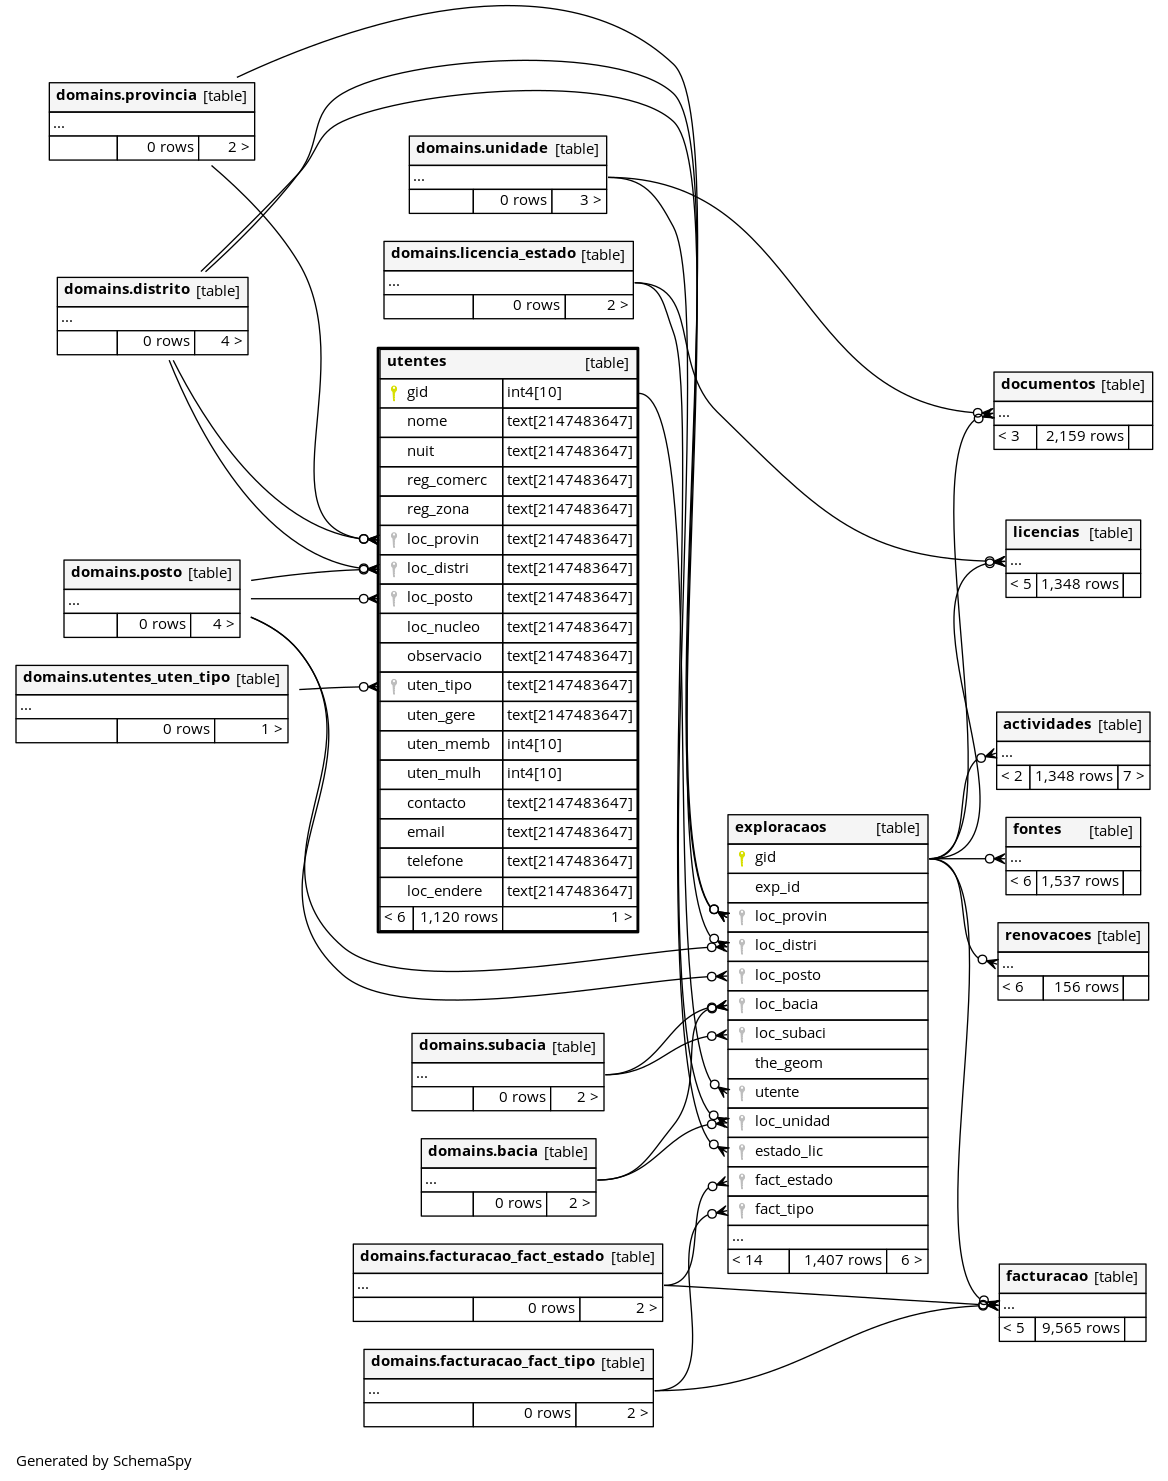 domains.provincia [table]
...
0 rows 2 >
domains.unidade [table]
...
0 rows 3 >
domains.licencia_estado [table]
...
0 rows 2 >
domains.distrito [table]
...
0 rows 4 >
utentes [table]
gid int4[10]
nome text[2147483647]
nuit text[2147483647]
reg_comerc text[2147483647]
reg_zona text[2147483647]
loc_provin text[2147483647]
loc_distri text[2147483647]
loc_posto text[2147483647]
loc_nucleo text[2147483647]
observacio text[2147483647]
uten_tipo text[2147483647]
uten_gere text[2147483647]
uten_memb int4[10]
uten_mulh int4[10]
contacto text[2147483647]
email text[2147483647]
telefone text[2147483647]
loc_endere text[2147483647]
< 6 1,120 rows 1 >
domains.posto [table]
...
0 rows 4 >
domains.utentes_uten_tipo [table]
...
0 rows 1 >
documentos [table]
...
< 3 2,159 rows
licencias [table]
...
< 5 1,348 rows
actividades [table]
...
< 2 1,348 rows 7 >
fontes [table]
...
< 6 1,537 rows
renovacoes [table]
...
< 6 156 rows
exploracaos [table]
gid
exp_id
loc_provin
loc_distri
loc_posto
loc_bacia
loc_subaci
the_geom
utente
loc_unidad
estado_lic
fact_estado
fact_tipo
...
< 14 1,407 rows 6 >
domains.subacia [table]
...
0 rows 2 >
domains.bacia [table]
...
0 rows 2 >
domains.facturacao_fact_estado [table]
...
0 rows 2 >
facturacao [table]
...
< 5 9,565 rows
domains.facturacao_fact_tipo [table]
...
0 rows 2 >
Generated by SchemaSpy